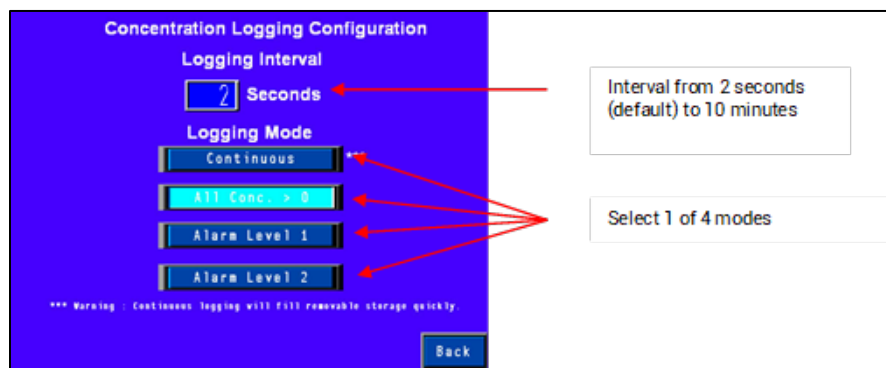 Concentration Logging Configuration
Logging Interval
2 Seconds
Interval from 2 seconds
(default) to 10 minutes
Logging Mode
Continuous ***
All Conc. > 0
Select 1 of 4 modes
Alarm Level 1
Alarm Level 2
*** Warning : Continuous logging will fill removable storage quickly.
Back